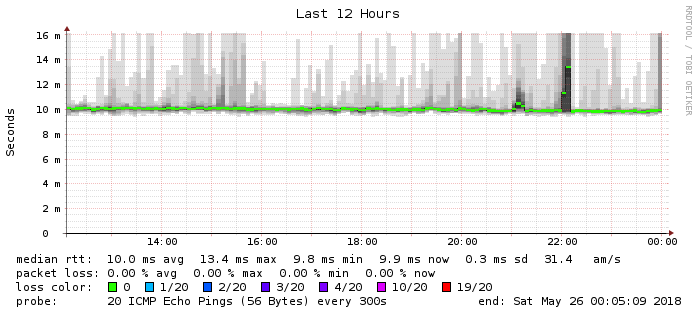 Last 12 Hours
RRDTOOL / TOBI OETIKER
Seconds
16 m
14 m
12 m
10 m
8 m
6 m
4 m
2 m
0
14:00 16:00 18:00 20:00 22:00 00:00
median rtt: 10.0 ms avg 13.4 ms max 9.8 ms min 9.9 ms now 0.3 ms sd 31.4 am/s
packet loss: 0.00 % avg 0.00 % max 0.00 % min 0.00 % now
loss color: 0 1/20 2/20 3/20 4/20 10/20 19/20
probe: 20 ICMP Echo Pings (56 Bytes) every 300s end: Sat May 26 00:05:09 2018